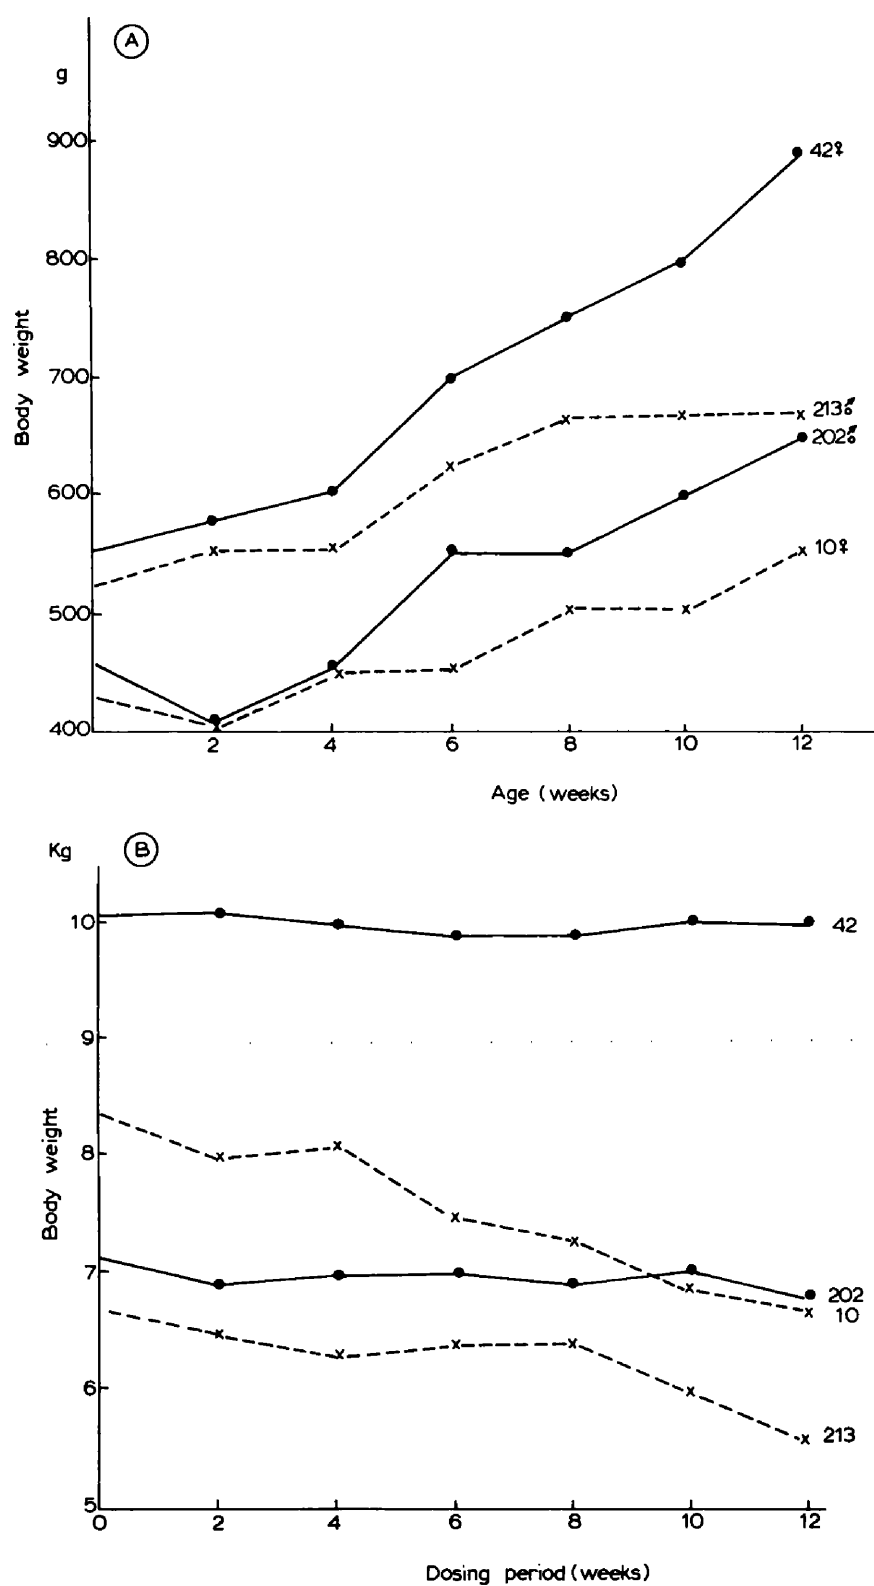 A
g
900
800
700
600
500
400
Body weight
42♀
213♂
202♂
10♀
2 4 6 8 10 12
Age (weeks)
Kg
B
10
9
8
7
6
5
Body weight
42
202
10
213
0 2 4 6 8 10 12
Dosing period (weeks)